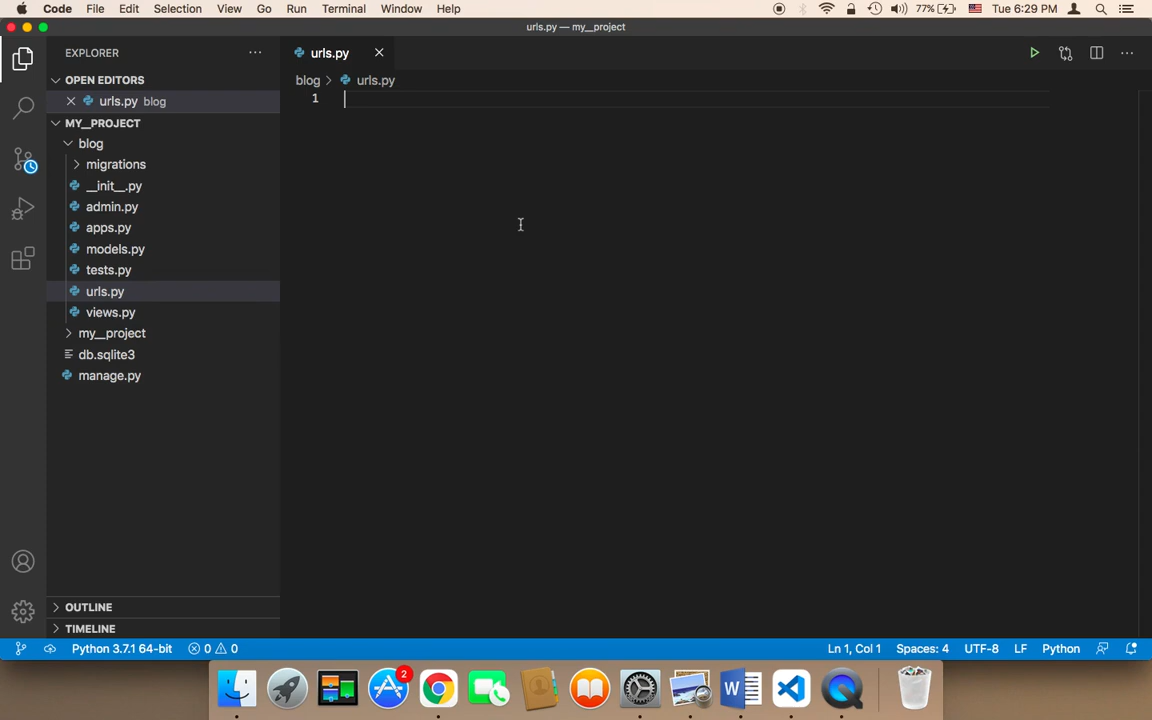 Code File Edit Selection View Go Run Terminal Window Help 77% Tue 6:29 PM
urls.py — my__project
EXPLORER
urls.py
OPEN EDITORS
blog urls.py
urls.py blog
1
MY__PROJECT
blog
migrations
__init__.py
admin.py
apps.py
models.py
tests.py
urls.py
views.py
my__project
db.sqlite3
manage.py
OUTLINE
TIMELINE
Python 3.7.1 64-bit 0 0 Ln 1, Col 1 Spaces: 4 UTF-8 LF Python
2
W